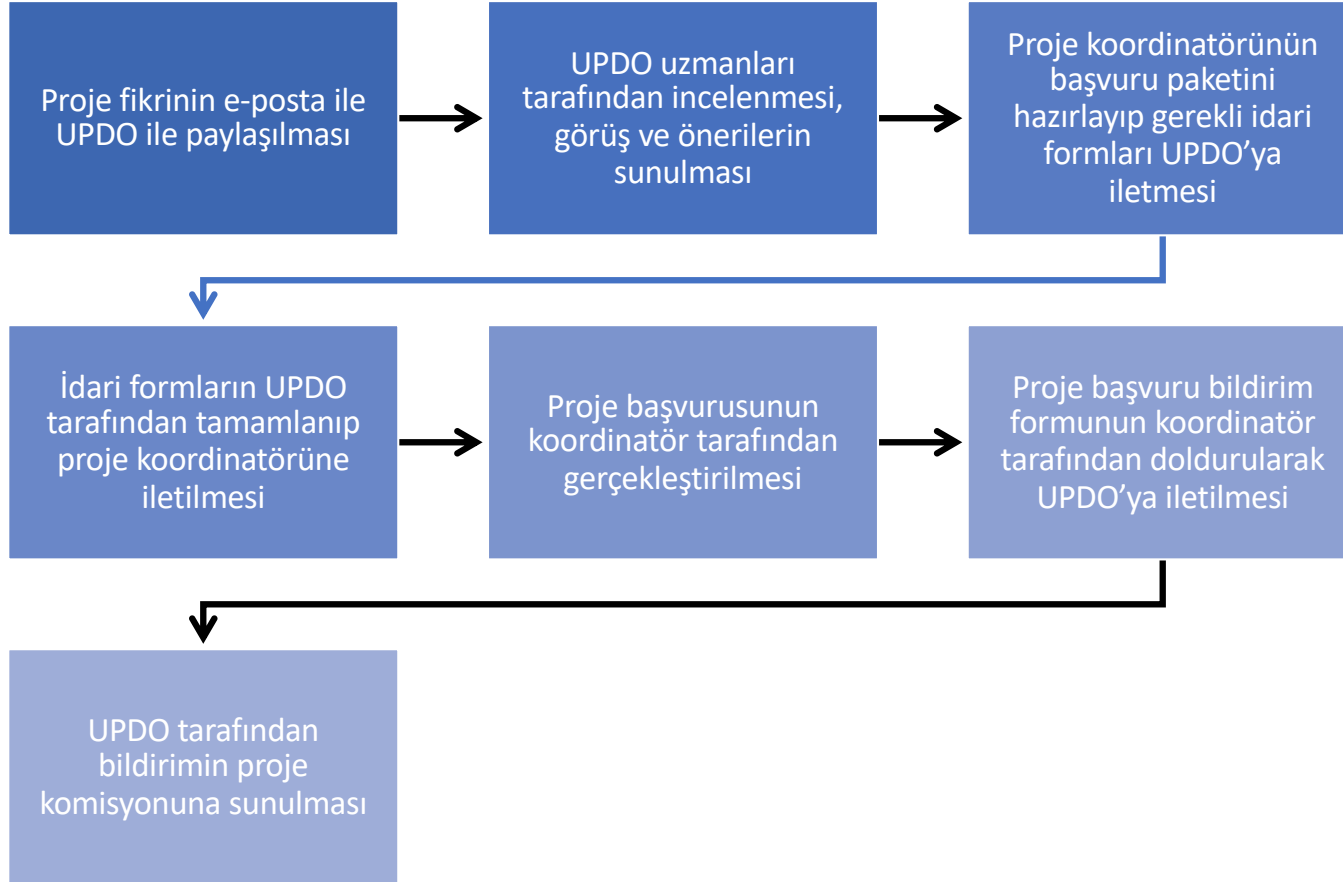 Proje fikrinin e-posta ile
UPDO ile paylaşılması
UPDO uzmanları
tarafından incelenmesi,
görüş ve önerilerin
sunulması
Proje koordinatörünün
başvuru paketini
hazırlayıp gerekli idari
formları UPDO’ya
iletmesi
İdari formların UPDO
tarafından tamamlanıp
proje koordinatörüne
iletilmesi
Proje başvurusunun
koordinatör tarafından
gerçekleştirilmesi
Proje başvuru bildirim
formunun koordinatör
tarafından doldurularak
UPDO’ya iletilmesi
UPDO tarafından
bildirimin proje
komisyonuna sunulması